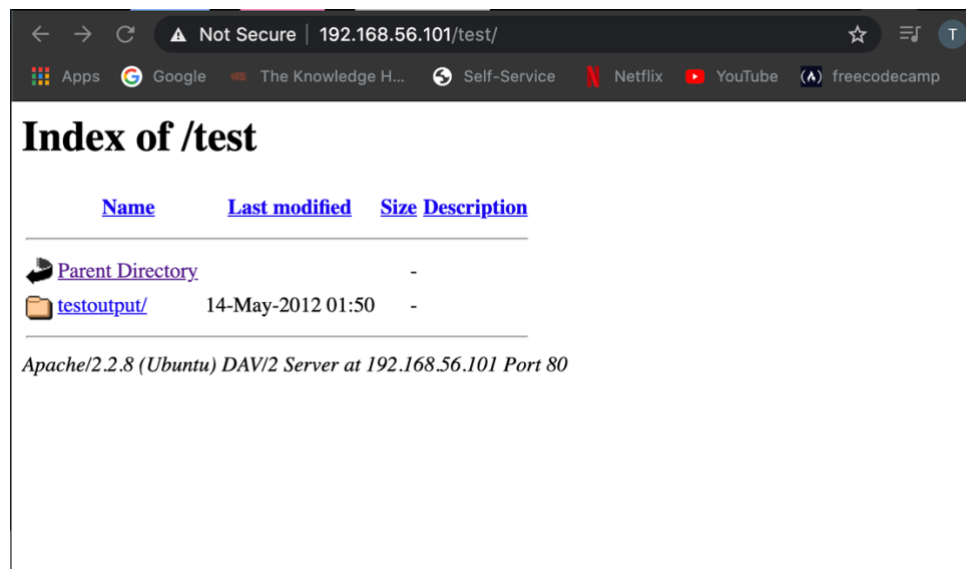 Not Secure | 192.168.56.101/test/
T
Apps Google The Knowledge H... Self-Service Netflix YouTube freecodecamp
Index of /test
Name Last modified Size Description
Parent Directory -
testoutput/ 14-May-2012 01:50 -
Apache/2.2.8 (Ubuntu) DAV/2 Server at 192.168.56.101 Port 80